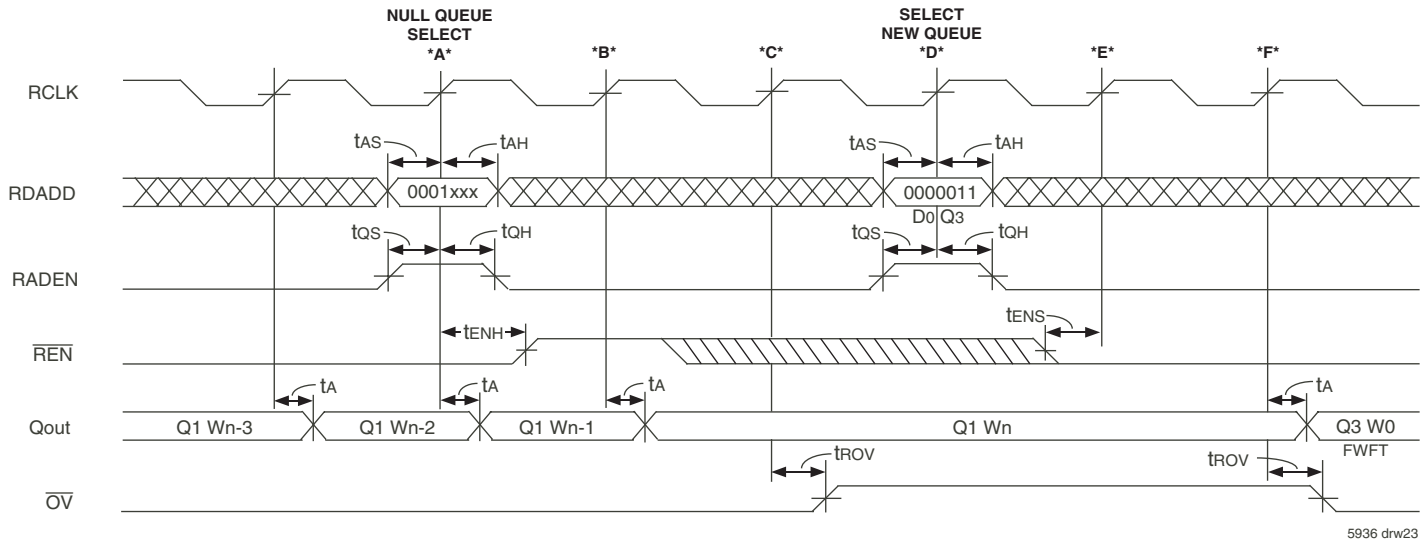 NULL QUEUE
SELECT
*A*
*B*
*C*
SELECT
NEW QUEUE
*D*
*E*
*F*
RCLK
tAS
tAH
tAS
tAH
RDADD
0001xxx
0000011
D0 Q3
tQS
tQH
tQS
tQH
RADEN
tENH
tENS
REN
tA
tA
tA
tA
Qout
Q1 Wn-3
Q1 Wn-2
Q1 Wn-1
Q1 Wn
Q3 W0
FWFT
tROV
tROV
OV
5936 drw23